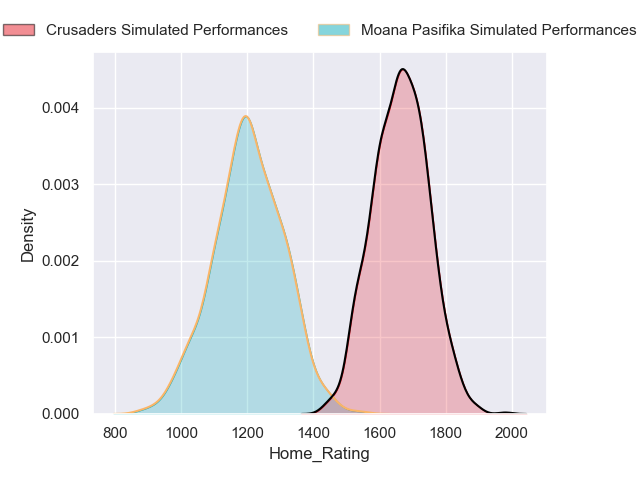 Crusaders Simulated Performances
Moana Pasifika Simulated Performances
0.004
0.003
0.002
0.001
0.000
Density
800 1000 1200 1400 1600 1800 2000
Home_Rating